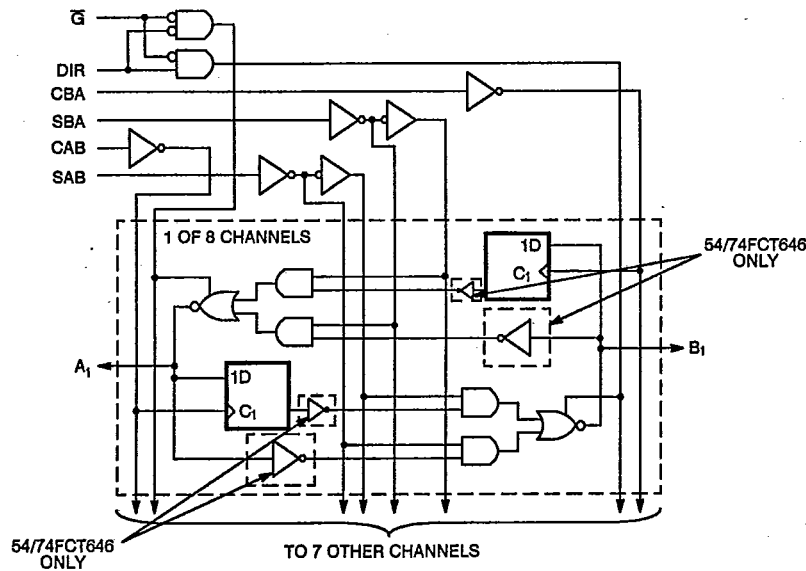 G̅
DIR
CBA
SBA
CAB
SAB
1 OF 8 CHANNELS
54/74FCT646
ONLY
1D
C1
A1
B1
1D
C1
54/74FCT646
ONLY
TO 7 OTHER CHANNELS